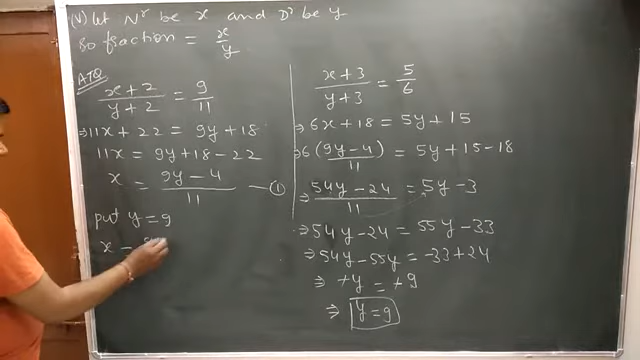 (V) Let Nʳ be x and Dʳ be y
so fraction = x/y
ATQ
(x+2)/(y+2) = 9/11
⇒ 11x + 22 = 9y + 18
11x = 9y + 18 - 22
x = (9y - 4)/11 — ①
put y = 9
x =
(x+3)/(y+3) = 5/6
⇒ 6x + 18 = 5y + 15
⇒ 6(9y-4)/11 = 5y + 15 - 18
⇒ (54y - 24)/11 = 5y - 3
⇒ 54y - 24 = 55y - 33
⇒ 54y - 55y = -33 + 24
⇒ +y = +9
⇒ y = 9